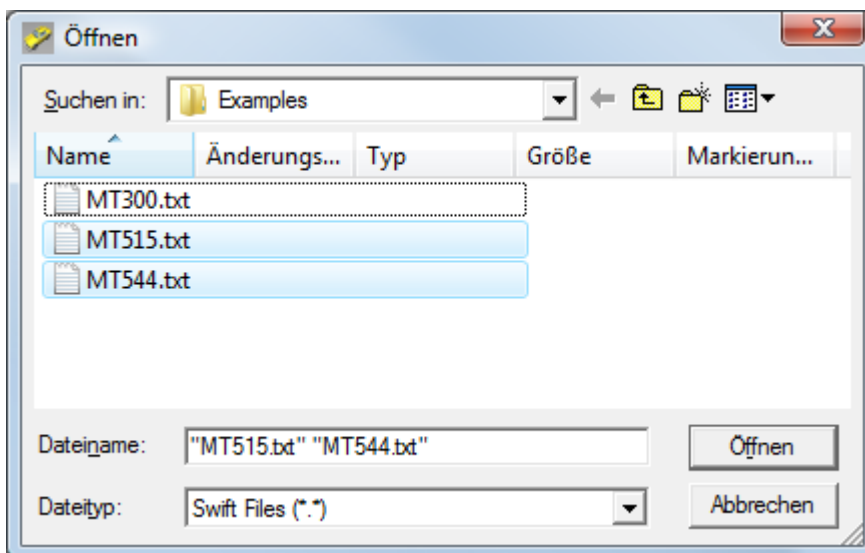 Öffnen
Suchen in: Examples
Name Änderungs... Typ Größe Markierun...
MT300.txt
MT515.txt
MT544.txt
Dateiname: "MT515.txt" "MT544.txt" Öffnen
Dateityp: Swift Files (*.*) Abbrechen